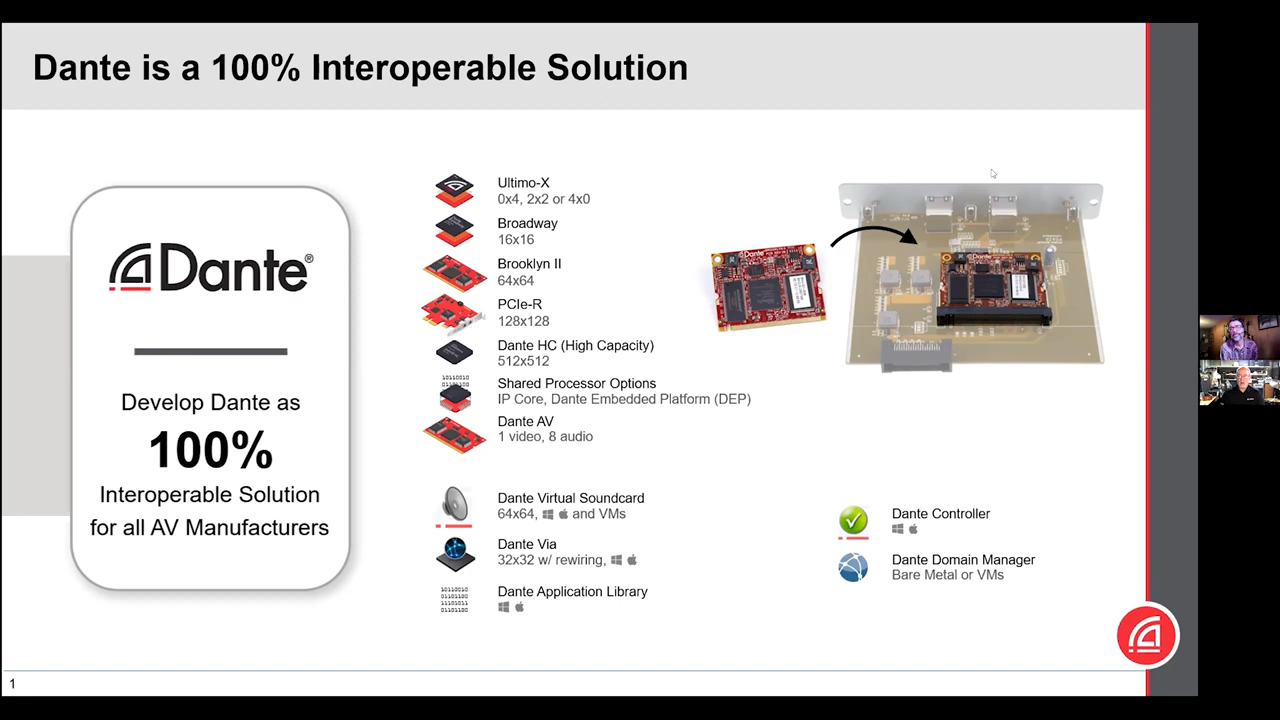 Dante is a 100% Interoperable Solution
Dante®
Develop Dante as
100%
Interoperable Solution
for all AV Manufacturers
Ultimo-X
0x4, 2x2 or 4x0
Broadway
16x16
Brooklyn II
64x64
PCIe-R
128x128
Dante HC (High Capacity)
512x512
Shared Processor Options
IP Core, Dante Embedded Platform (DEP)
Dante AV
1 video, 8 audio
Dante Virtual Soundcard
64x64, and VMs
Dante Via
32x32 w/ rewiring,
Dante Application Library
Dante
Dante Controller
Dante Domain Manager
Bare Metal or VMs
1